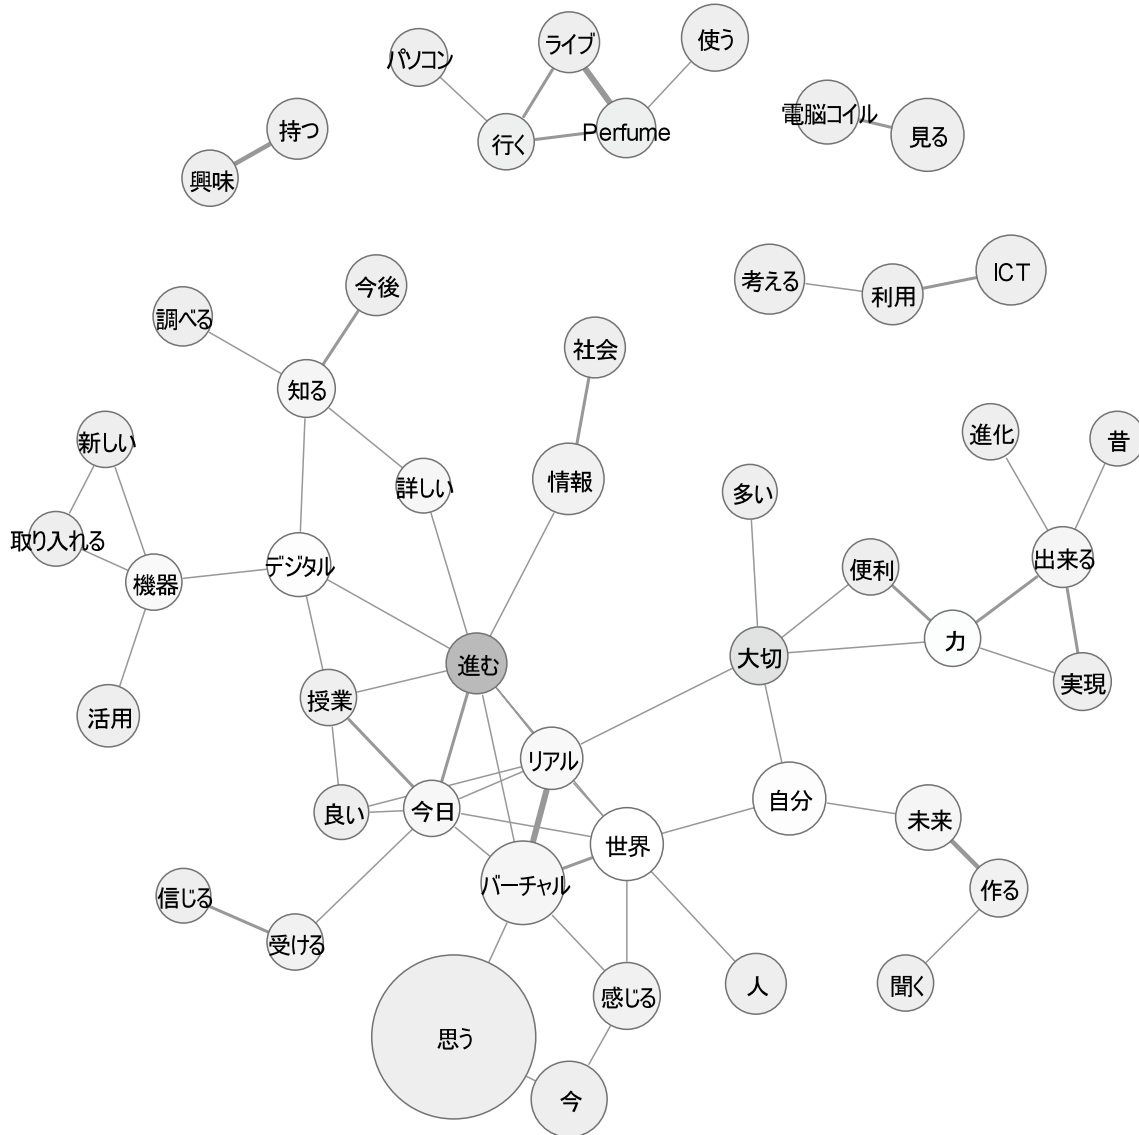 ライブ
使う
パソコン
電脳コイル
持つ
Perfume
見る
行く
興味
ICT
考える
今後
利用
調べる
社会
知る
進化
昔
新しい
情報
詳しい
多い
取り入れる
出来る
デジタル
便利
機器
力
大切
進む
実現
授業
活用
リアル
自分
今日
良い
未来
世界
バーチャル
作る
信じる
受ける
人
聞く
感じる
思う
今